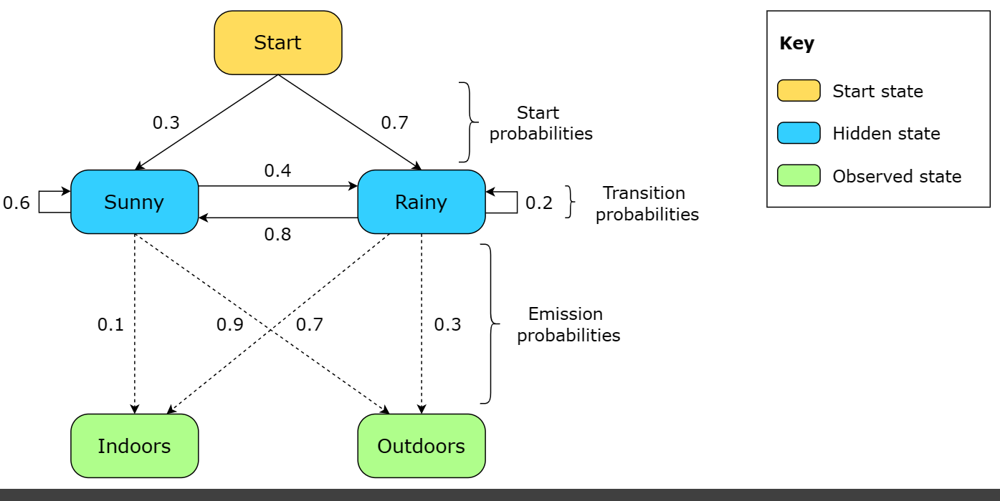 Start
Key
Start state
Hidden state
Observed state
0.3
0.7
Start
probabilities
0.4
0.6
Sunny
Rainy
0.2
Transition
probabilities
0.8
0.1
0.9
0.7
0.3
Emission
probabilities
Indoors
Outdoors